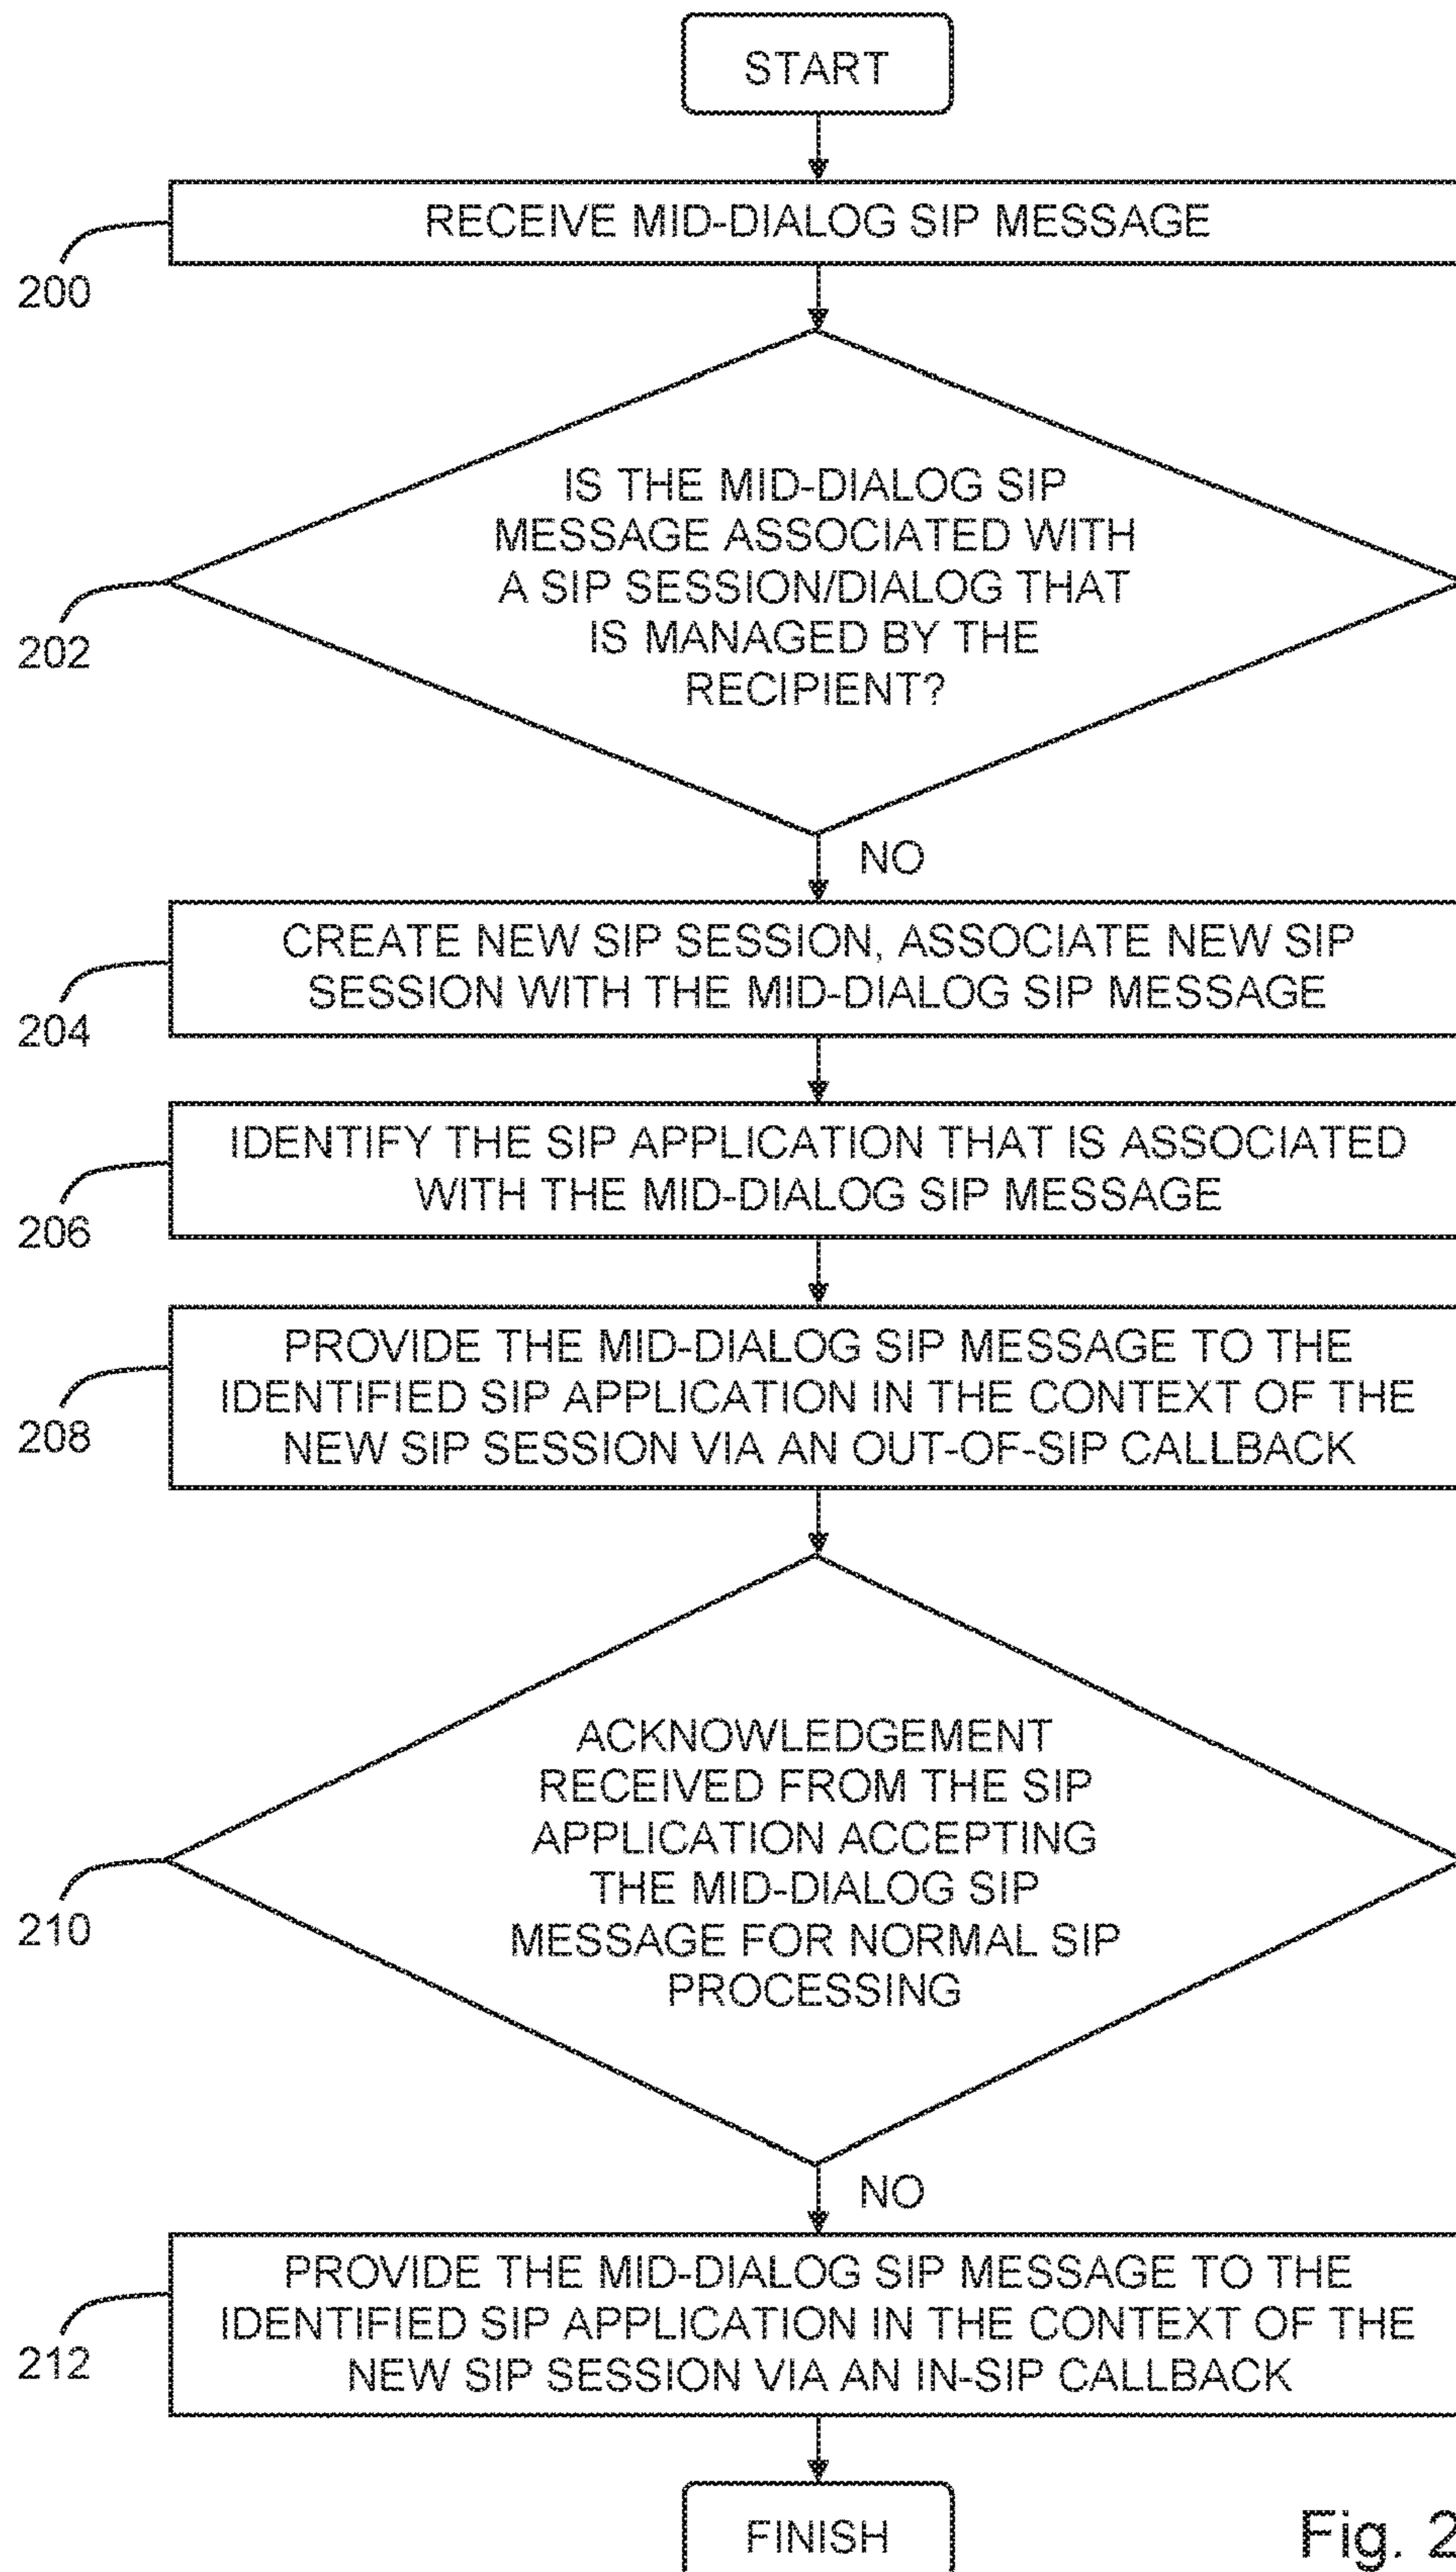 START
RECEIVE MID-DIALOG SIP MESSAGE
200
IS THE MID-DIALOG SIP
MESSAGE ASSOCIATED WITH
A SIP SESSION/DIALOG THAT
IS MANAGED BY THE
RECIPIENT?
202
NO
CREATE NEW SIP SESSION, ASSOCIATE NEW SIP
SESSION WITH THE MID-DIALOG SIP MESSAGE
204
IDENTIFY THE SIP APPLICATION THAT IS ASSOCIATED
WITH THE MID-DIALOG SIP MESSAGE
206
PROVIDE THE MID-DIALOG SIP MESSAGE TO THE
IDENTIFIED SIP APPLICATION IN THE CONTEXT OF THE
NEW SIP SESSION VIA AN OUT-OF-SIP CALLBACK
208
ACKNOWLEDGEMENT
RECEIVED FROM THE SIP
APPLICATION ACCEPTING
THE MID-DIALOG SIP
MESSAGE FOR NORMAL SIP
PROCESSING
210
NO
PROVIDE THE MID-DIALOG SIP MESSAGE TO THE
IDENTIFIED SIP APPLICATION IN THE CONTEXT OF THE
NEW SIP SESSION VIA AN IN-SIP CALLBACK
212
FINISH
Fig. 2